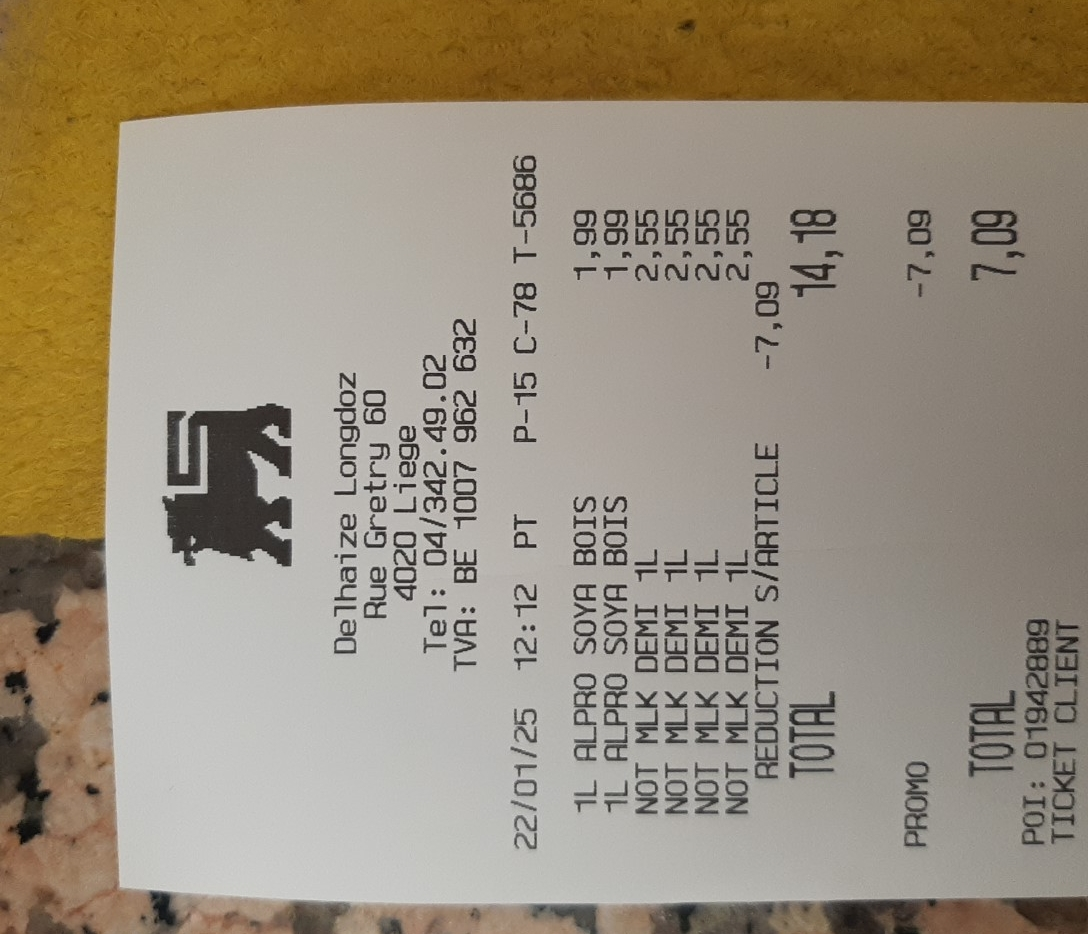 Delhaize Longdoz
Rue Gretry 60
4020 Liege
Tel: 04/342.49.02
TVA: BE 1007 962 632
22/01/25 12:12 PT P-15 C-78 T-5686
1L ALPRO SOYA BOIS 1,99
1L ALPRO SOYA BOIS 1,99
NOT MLK DEMI 1L 2,55
NOT MLK DEMI 1L 2,55
NOT MLK DEMI 1L 2,55
NOT MLK DEMI 1L 2,55
REDUCTION S/ARTICLE -7,09
TOTAL 14,18
PROMO -7,09
TOTAL 7,09
POI: 01942889
TICKET CLIENT